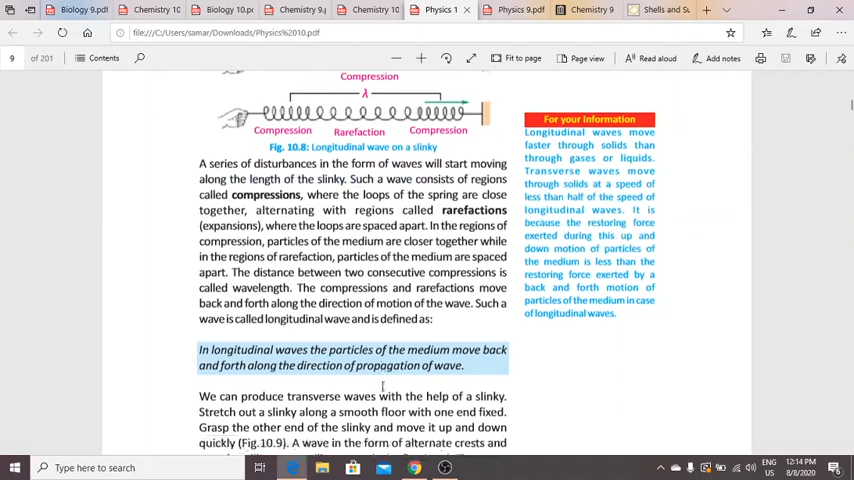 Biology 9.pdf
Chemistry 10
Biology 10.pc
Chemistry 9.
Chemistry 10
Physics 1
Physics 9.pdf
Chemistry 9
Shells and Su
file:///C:/Users/samar/Downloads/Physics%2010.pdf
9 of 201
Contents
Fit to page
Page view
Read aloud
Add notes
Compression
λ
Compression Rarefaction Compression
Fig. 10.8: Longitudinal wave on a slinky
A series of disturbances in the form of waves will start moving
along the length of the slinky. Such a wave consists of regions
called compressions, where the loops of the spring are close
together, alternating with regions called rarefactions
(expansions), where the loops are spaced apart. In the regions of
compression, particles of the medium are closer together while
in the regions of rarefaction, particles of the medium are spaced
apart. The distance between two consecutive compressions is
called wavelength. The compressions and rarefactions move
back and forth along the direction of motion of the wave. Such a
wave is called longitudinal wave and is defined as:
In longitudinal waves the particles of the medium move back
and forth along the direction of propagation of wave.
We can produce transverse waves with the help of a slinky.
Stretch out a slinky along a smooth floor with one end fixed.
Grasp the other end of the slinky and move it up and down
quickly (Fig.10.9). A wave in the form of alternate crests and
For your Information
Longitudinal waves move
faster through solids than
through gases or liquids.
Transverse waves move
through solids at a speed of
less than half of the speed of
longitudinal waves. It is
because the restoring force
exerted during this up and
down motion of particles of
the medium is less than the
restoring force exerted by a
back and forth motion of
particles of the medium in case
of longitudinal waves.
Type here to search
ENG
US
12:14 PM
8/8/2020